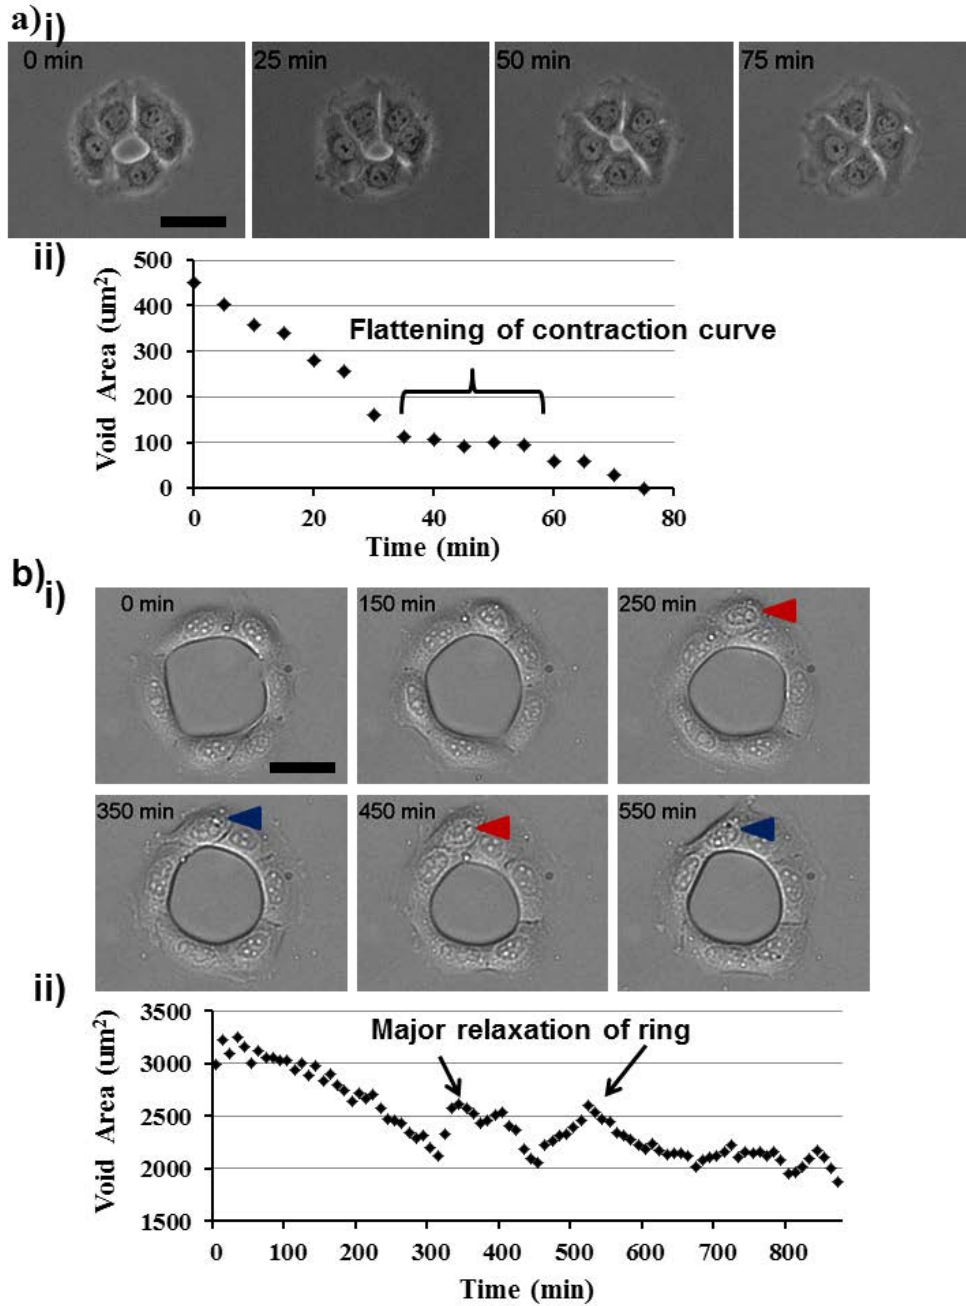 a) i)
0 min 25 min 50 min 75 min
ii)
500
400
300
200
100
0
Void Area (um²)
Flattening of contraction curve
0 20 40 60 80
Time (min)
b) i)
0 min 150 min 250 min
350 min 450 min 550 min
ii)
3500
3000
2500
2000
1500
Void Area (um²)
Major relaxation of ring
0 100 200 300 400 500 600 700 800
Time (min)